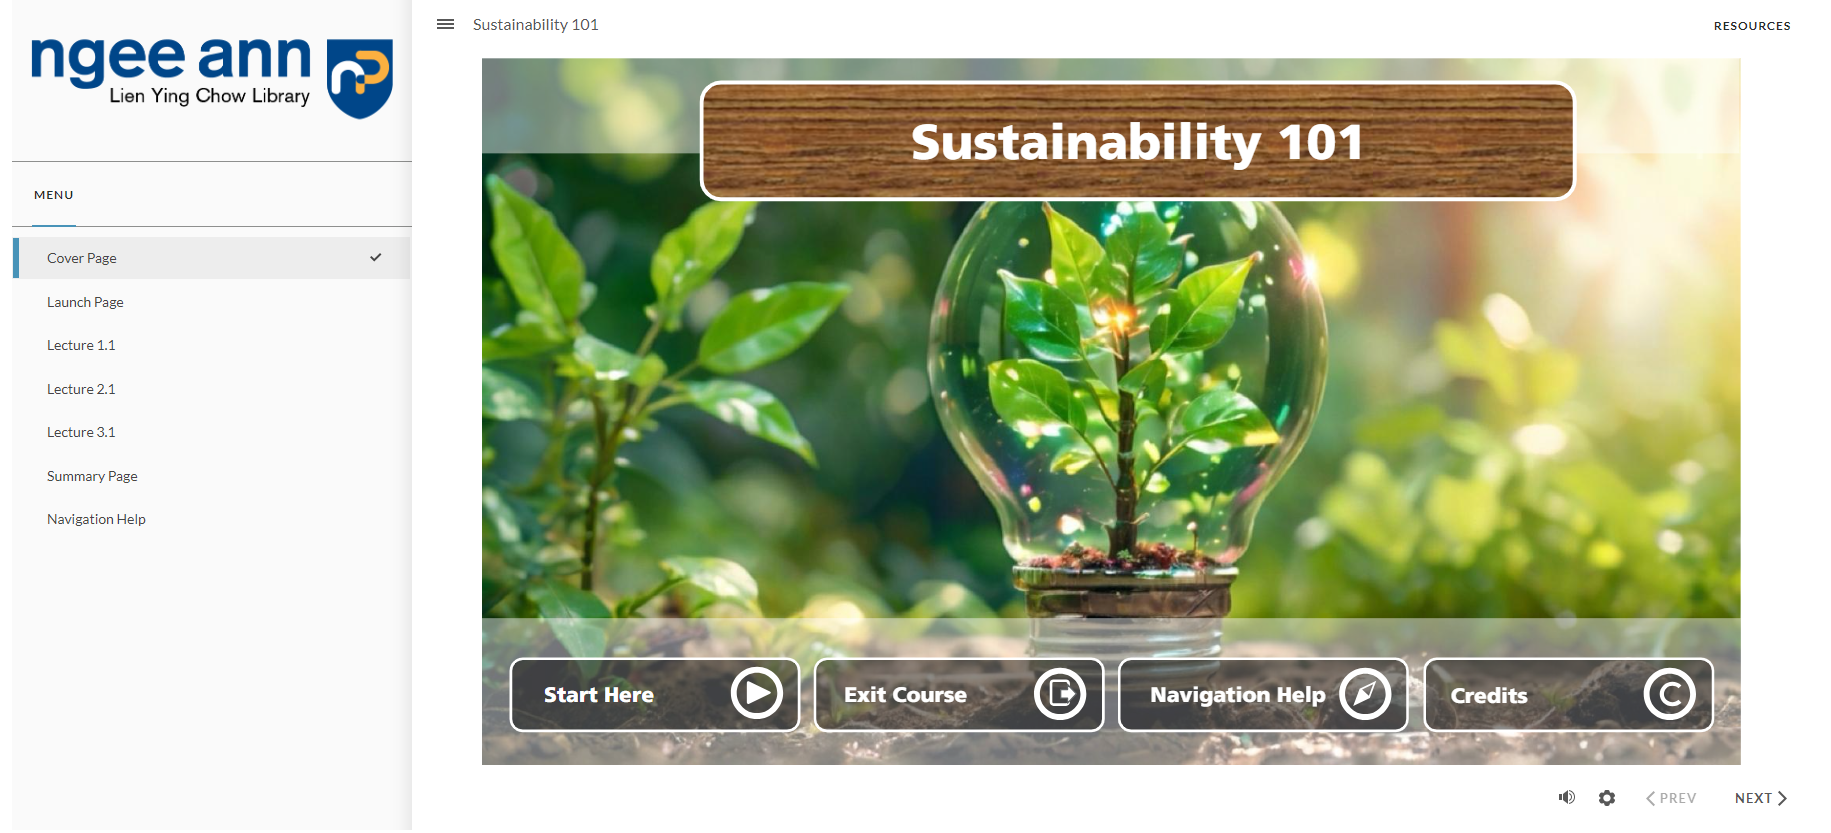 ngee ann
Lien Ying Chow Library
MENU
Cover Page
Launch Page
Lecture 1.1
Lecture 2.1
Lecture 3.1
Summary Page
Navigation Help
Sustainability 101
RESOURCES
Sustainability 101
Start Here
Exit Course
Navigation Help
Credits
PREV
NEXT